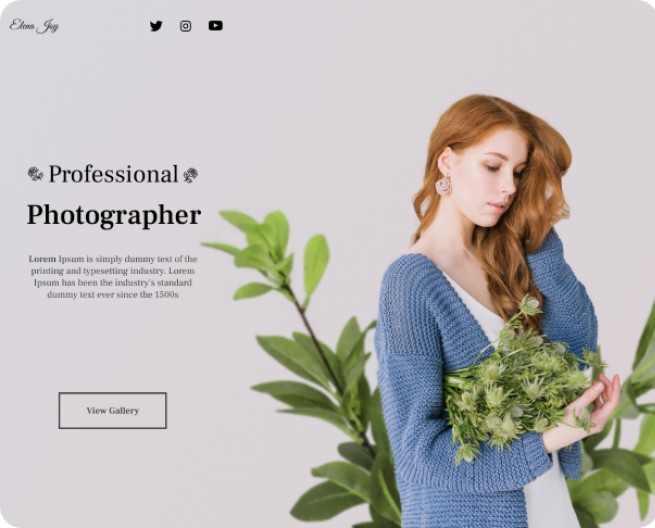 Elena Joy
Professional
Photographer
Lorem Ipsum is simply dummy text of the
printing and typesetting industry. Lorem
Ipsum has been the industry's standard
dummy text ever since the 1500s
View Gallery